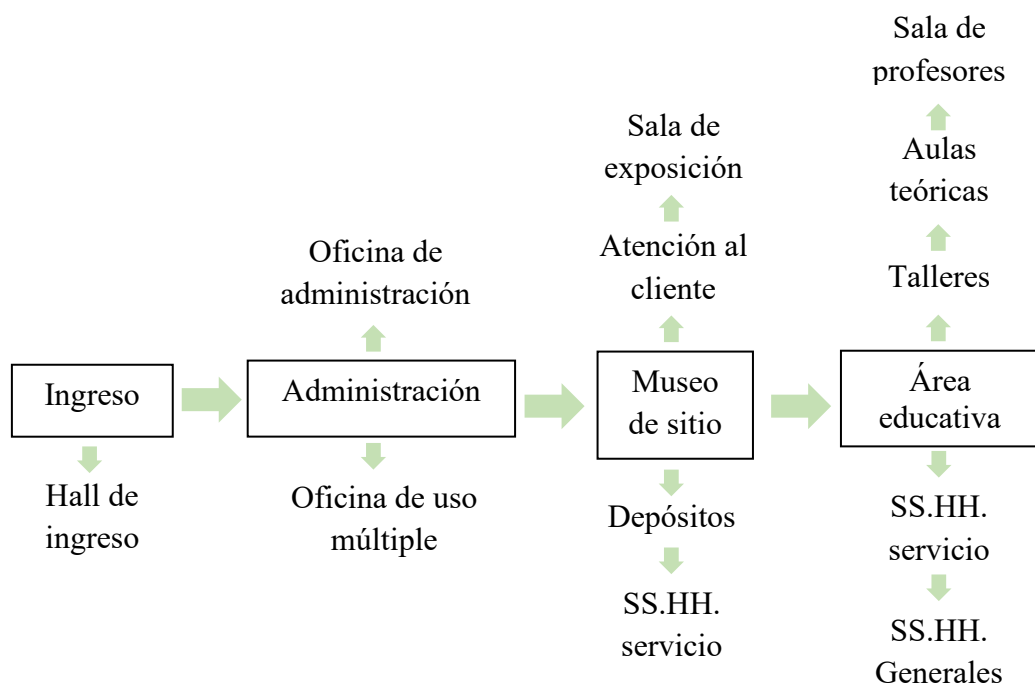 Sala de
profesores
Sala de
exposición
Aulas
teóricas
Oficina de
administración
Atención al
cliente
Talleres
Ingreso
Administración
Museo
de sitio
Área
educativa
Hall de
ingreso
Oficina de uso
múltiple
Depósitos
SS.HH.
servicio
SS.HH.
servicio
SS.HH.
Generales